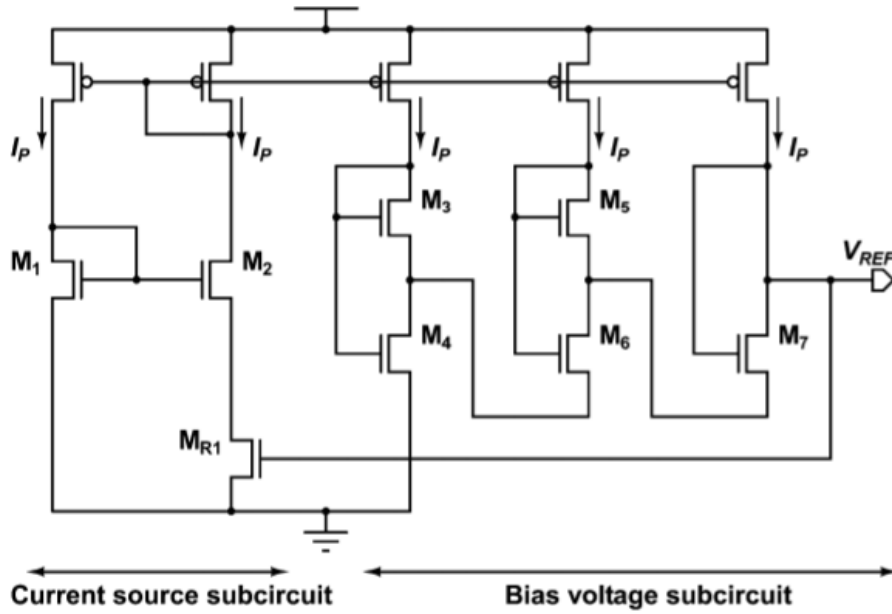 I_P
I_P
I_P
I_P
I_P
M_3
M_5
M_1
M_2
V_REF
M_4
M_6
M_7
M_R1
Current source subcircuit
Bias voltage subcircuit